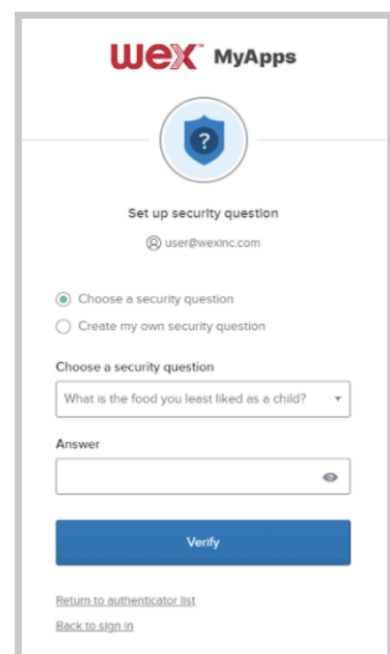 wex™ MyApps
?
Set up security question
user@wexinc.com
Choose a security question
Create my own security question
Choose a security question
What is the food you least liked as a child?
Answer
Verify
Return to authenticator list
Back to sign in